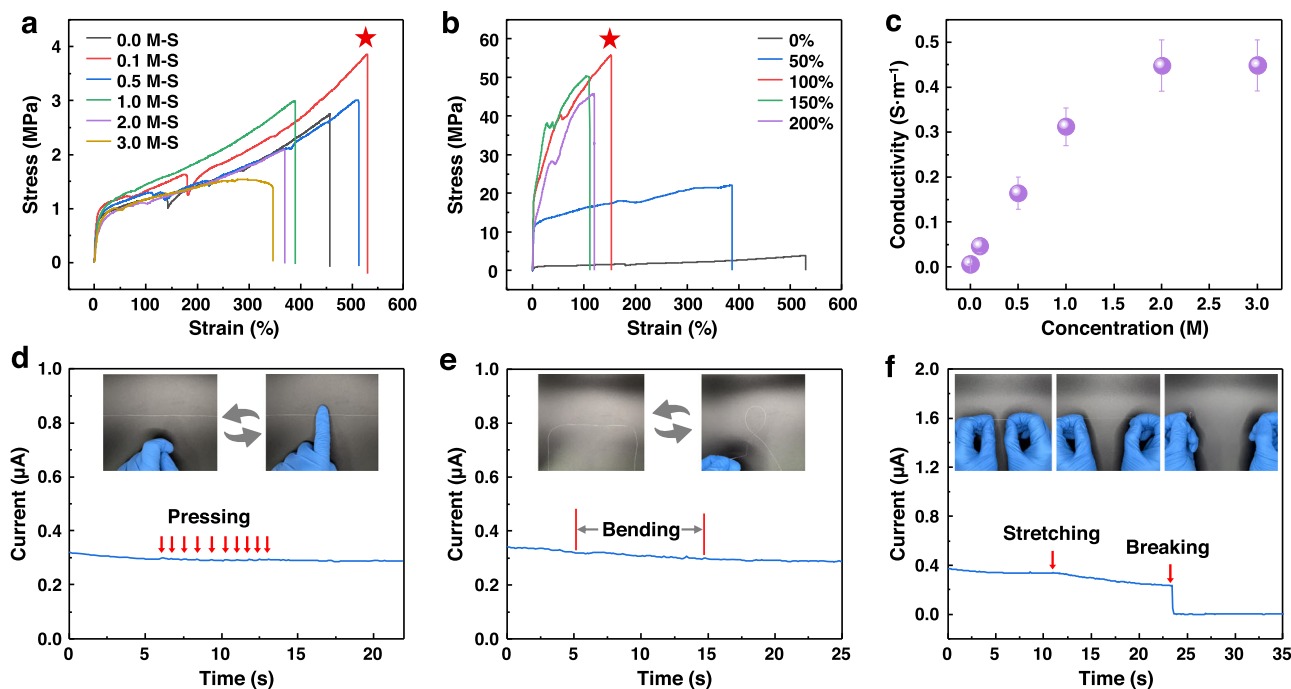 a
4
3
2
1
0
Stress (MPa)
0.0 M-S
0.1 M-S
0.5 M-S
1.0 M-S
2.0 M-S
3.0 M-S
0 100 200 300 400 500 600
Strain (%)
b
60
50
40
30
20
10
0
Stress (MPa)
0%
50%
100%
150%
200%
0 100 200 300 400 500 600
Strain (%)
c
0.5
0.4
0.3
0.2
0.1
0.0
Conductivity (S·m⁻¹)
0.0 0.5 1.0 1.5 2.0 2.5 3.0
Concentration (M)
d
1.0
0.8
0.6
0.4
0.2
0.0
Current (μA)
Pressing
0 5 10 15 20
Time (s)
e
1.0
0.8
0.6
0.4
0.2
0.0
Current (μA)
Bending
0 5 10 15 20 25
Time (s)
f
2.0
1.6
1.2
0.8
0.4
0.0
Current (μA)
Stretching
Breaking
0 5 10 15 20 25 30 35
Time (s)